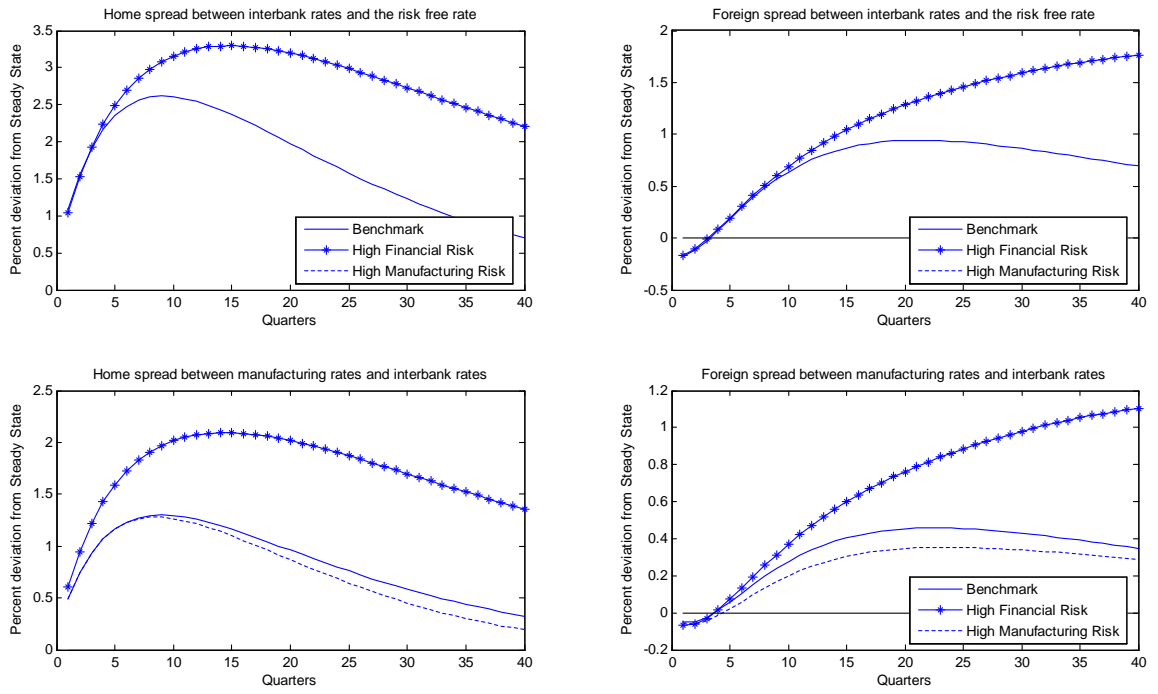 Home spread between interbank rates and the risk free rate
Percent deviation from Steady State
3.5
3
2.5
2
1.5
1
0.5
0
0 5 10 15 20 25 30 35 40
Quarters
Benchmark
High Financial Risk
High Manufacturing Risk
Foreign spread between interbank rates and the risk free rate
Percent deviation from Steady State
2
1.5
1
0.5
0
-0.5
0 5 10 15 20 25 30 35 40
Quarters
Benchmark
High Financial Risk
High Manufacturing Risk
Home spread between manufacturing rates and interbank rates
Percent deviation from Steady State
2.5
2
1.5
1
0.5
0
0 5 10 15 20 25 30 35 40
Quarters
Foreign spread between manufacturing rates and interbank rates
Percent deviation from Steady State
1.2
1
0.8
0.6
0.4
0.2
0
-0.2
0 5 10 15 20 25 30 35 40
Quarters
Benchmark
High Financial Risk
High Manufacturing Risk